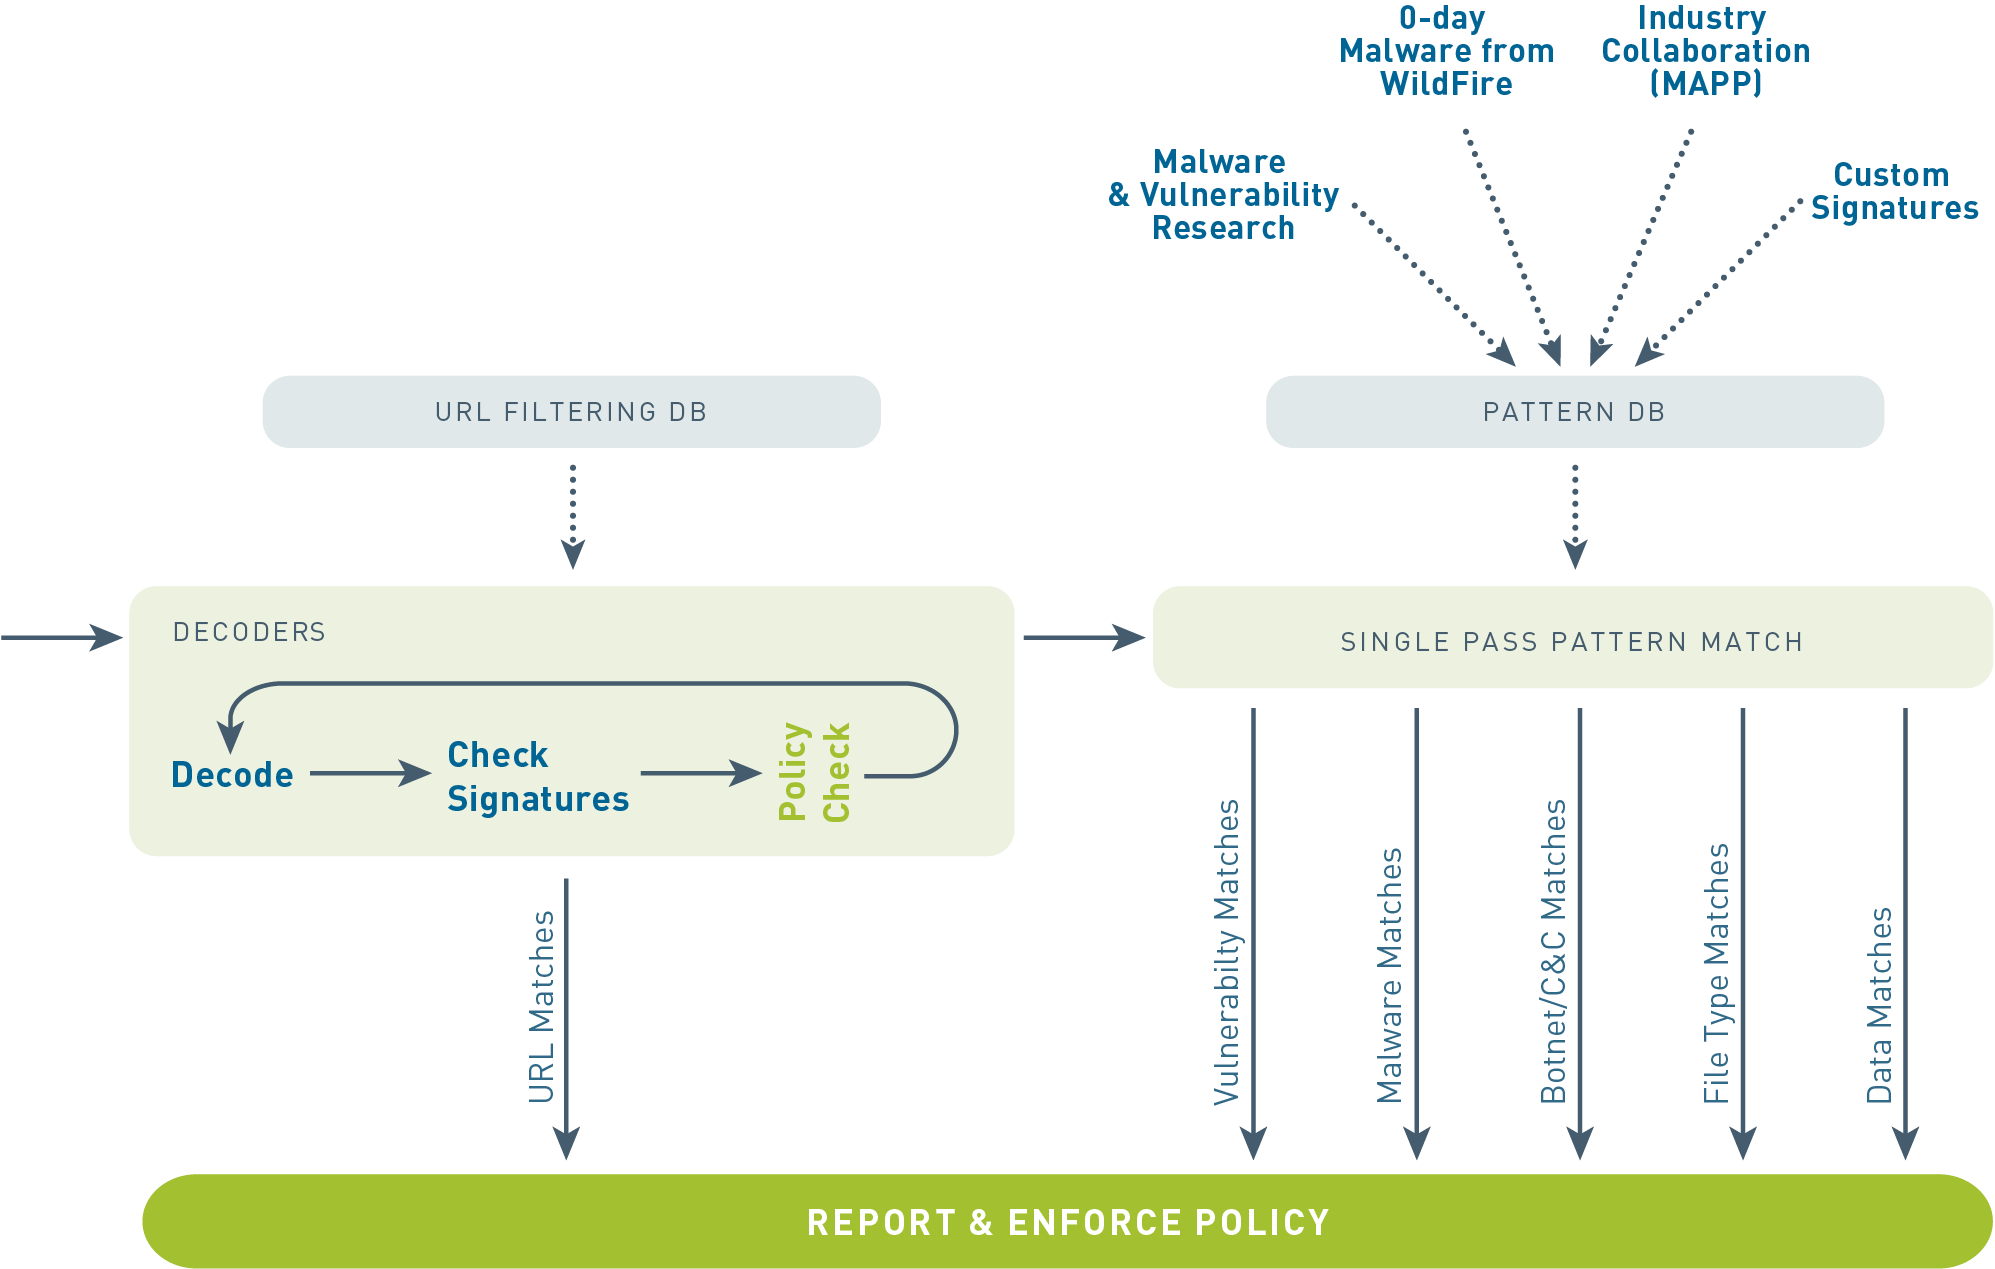 0-day
Malware from
WildFire
Industry
Collaboration
(MAPP)
Malware
& Vulnerability
Research
Custom
Signatures
URL FILTERING DB
PATTERN DB
DECODERS
Decode
Check
Signatures
Policy
Check
SINGLE PASS PATTERN MATCH
URL Matches
Vulnerabilty Matches
Malware Matches
Botnet/C&C Matches
File Type Matches
Data Matches
REPORT & ENFORCE POLICY